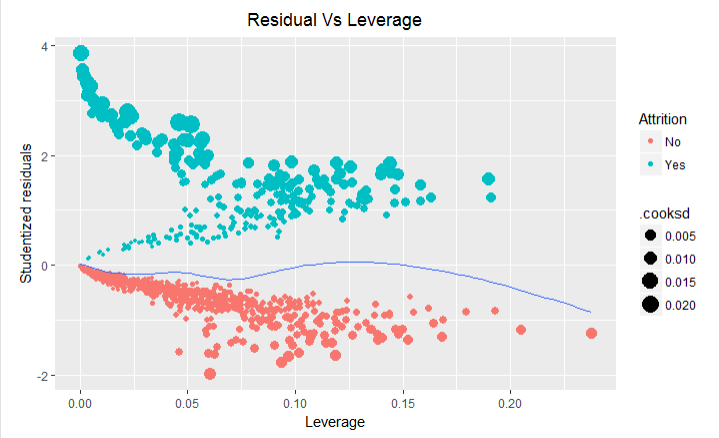 Residual Vs Leverage
Studentized residuals
4
2
0
-2
0.00
0.05
0.10
0.15
0.20
Leverage
Attrition
No
Yes
.cooksd
0.005
0.010
0.015
0.020